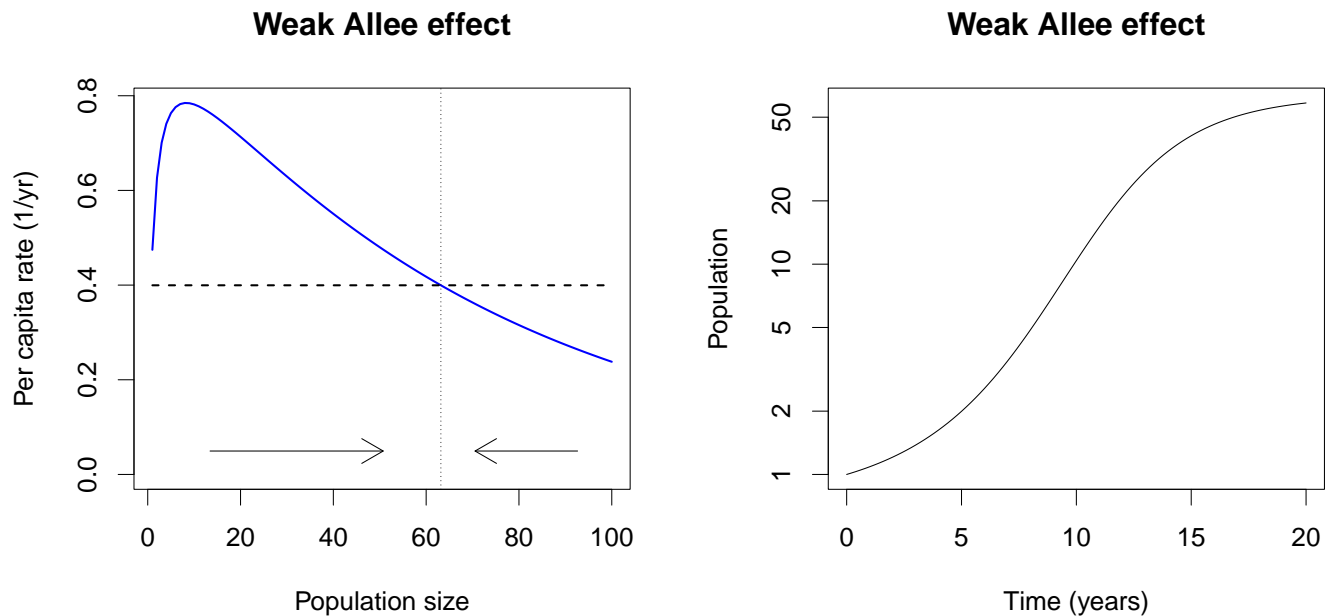 Weak Allee effect
Per capita rate (1/yr)
0.8
0.6
0.4
0.2
0.0
0 20 40 60 80 100
Population size
Weak Allee effect
Population
50
20
10
5
2
1
0 5 10 15 20
Time (years)